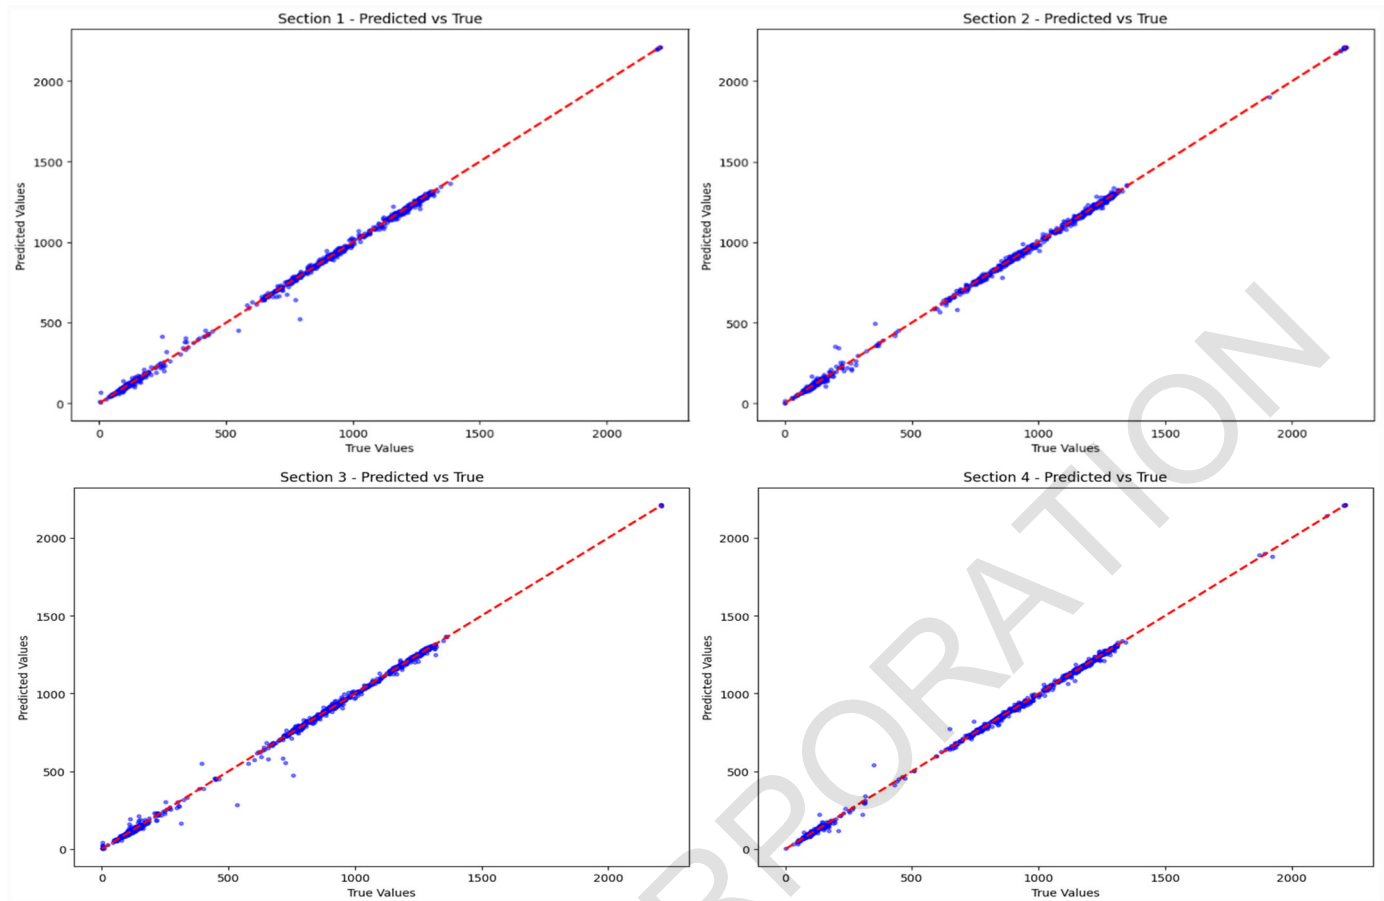 Section 1 - Predicted vs True
Predicted Values
2000
1500
1000
500
0
0 500 1000 1500 2000
True Values
Section 2 - Predicted vs True
Predicted Values
2000
1500
1000
500
0
0 500 1000 1500 2000
True Values
Section 3 - Predicted vs True
Predicted Values
2000
1500
1000
500
0
0 500 1000 1500 2000
True Values
Section 4 - Predicted vs True
Predicted Values
2000
1500
1000
500
0
0 500 1000 1500 2000
True Values
RPORATION